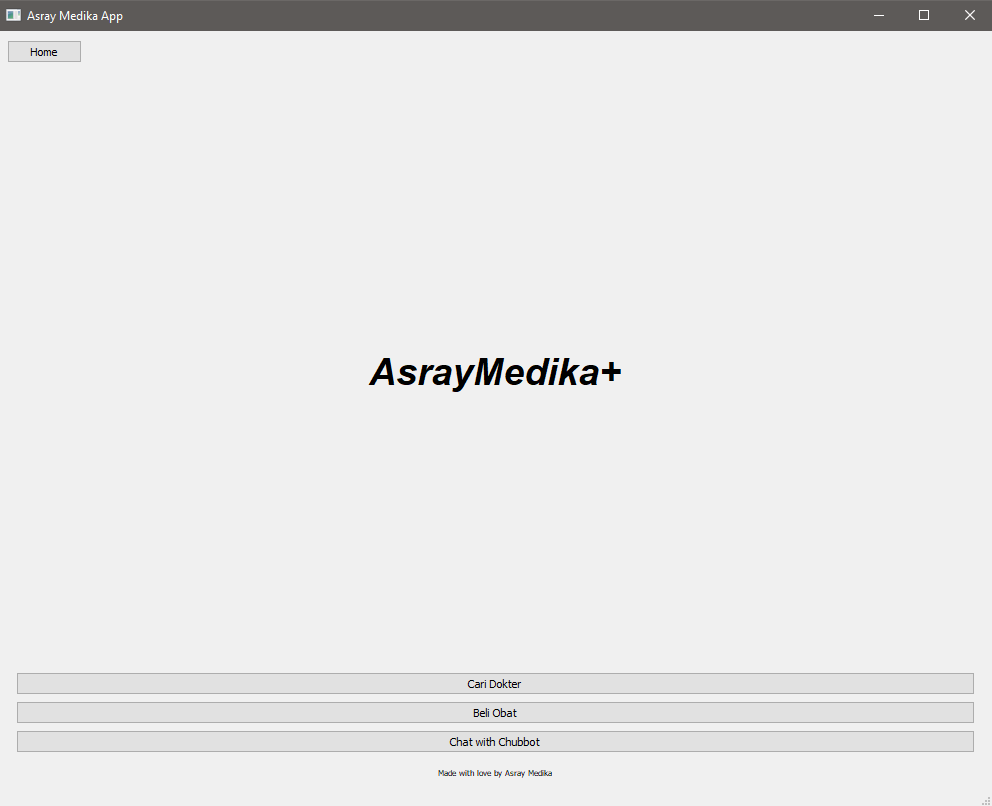 Asray Medika App
Home
AsrayMedika+
Cari Dokter
Beli Obat
Chat with Chubbot
Made with love by Asray Medika